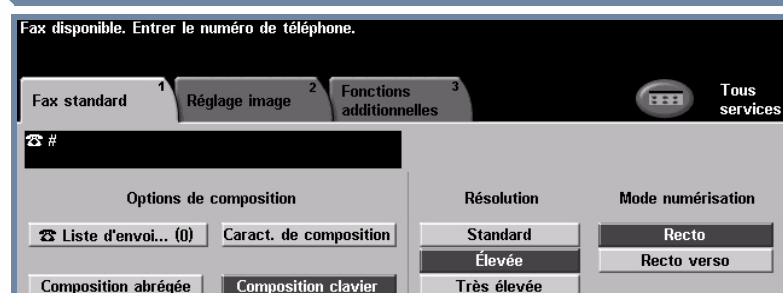 Fax disponible. Entrer le numéro de téléphone.
Fax standard 1
Réglage image 2
Fonctions additionnelles 3
Tous services
☎ #
Options de composition
Résolution
Mode numérisation
☎ Liste d'envoi... (0)
Caract. de composition
Standard
Recto
Élevée
Recto verso
Composition abrégée
Composition clavier
Très élevée